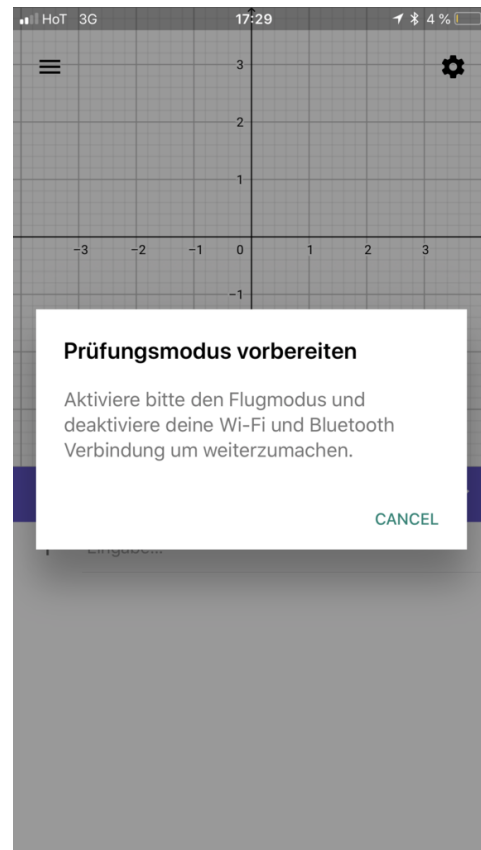 HoT 3G 17:29 4 %
3
2
1
−3 −2 −1 0 1 2 3
−1
Prüfungsmodus vorbereiten
Aktiviere bitte den Flugmodus und
deaktiviere deine Wi-Fi und Bluetooth
Verbindung um weiterzumachen.
CANCEL
Eingabe...